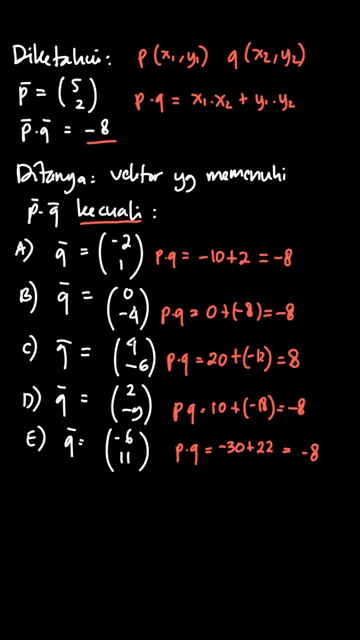 Diketahui: p(x₁,y₁) q(x₂,y₂)
p̄ = (5 2) p·q = x₁·x₂ + y₁·y₂
p̄·q̄ = -8
Ditanya: vektor yg memenuhi
p̄·q̄ kecuali:
A) q̄ = (-2 1) p·q = -10+2 = -8
B) q̄ = (0 -4) p·q = 0+(-8) = -8
C) q̄ = (4 -6) p·q = 20+(-12) = 8
D) q̄ = (2 -9) p·q = 10+(-18) = -8
E) q̄ = (-6 11) p·q = -30+22 = -8